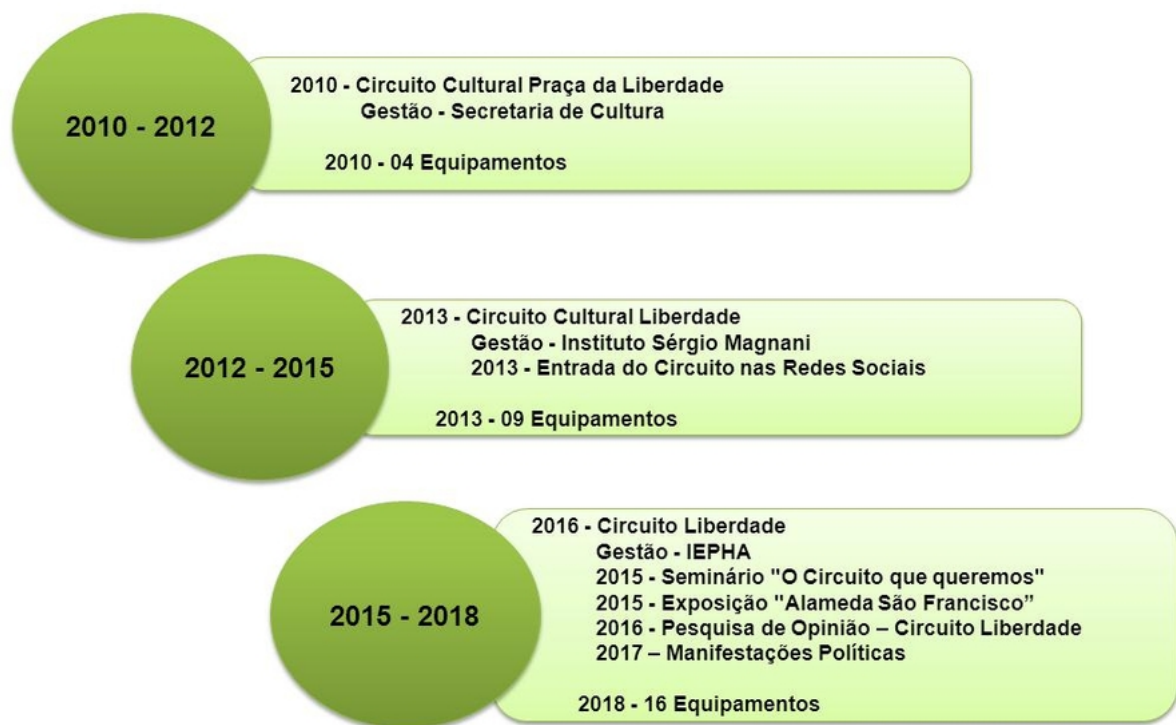 2010 - 2012
2010 - Circuito Cultural Praça da Liberdade
Gestão - Secretaria de Cultura
2010 - 04 Equipamentos
2012 - 2015
2013 - Circuito Cultural Liberdade
Gestão - Instituto Sérgio Magnani
2013 - Entrada do Circuito nas Redes Sociais
2013 - 09 Equipamentos
2015 - 2018
2016 - Circuito Liberdade
Gestão - IEPHA
2015 - Seminário "O Circuito que queremos"
2015 - Exposição "Alameda São Francisco”
2016 - Pesquisa de Opinião – Circuito Liberdade
2017 – Manifestações Políticas
2018 - 16 Equipamentos